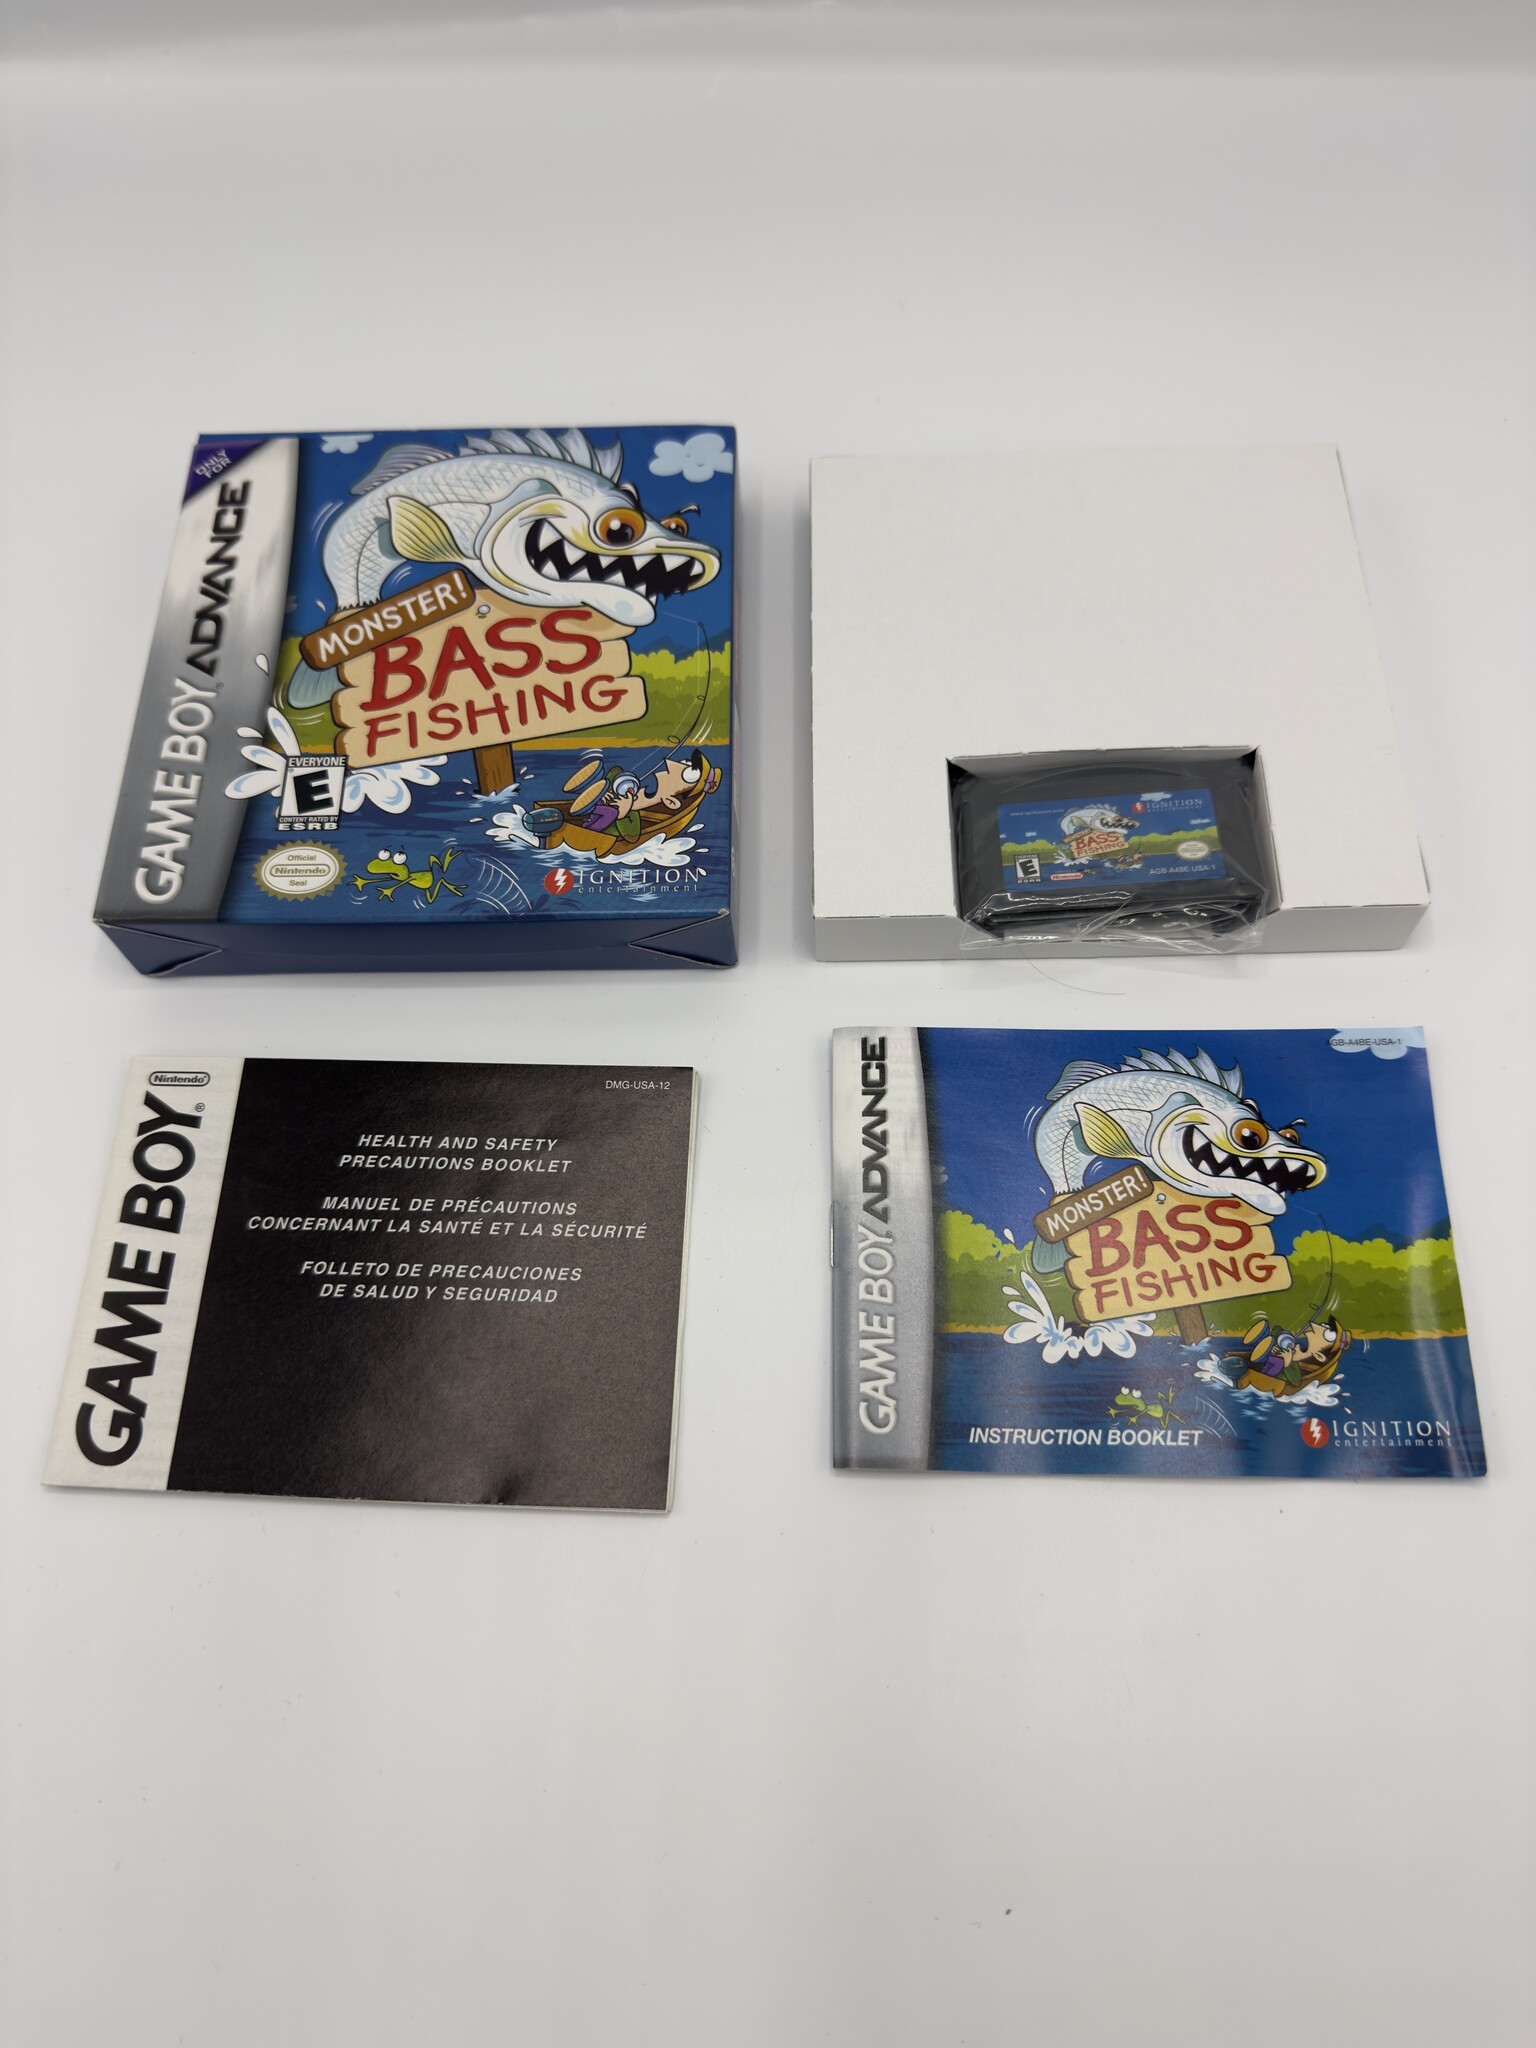 ONLY
FOR
GAME BOY ADVANCE
MONSTER!
BASS
FISHING
EVERYONE
E
CONTENT RATED BY
ESRB
Official
Nintendo
Seal
IGNITION
entertainment
IGNITION
BASS
FISHING
E
ESRB
Nintendo
AGB-A4BE-USA-1
Nintendo
GAME BOY®
DMG-USA-12
HEALTH AND SAFETY
PRECAUTIONS BOOKLET
MANUEL DE PRÉCAUTIONS
CONCERNANT LA SANTÉ ET LA SÉCURITÉ
FOLLETO DE PRECAUCIONES
DE SALUD Y SEGURIDAD
GAME BOY ADVANCE
AGB-A4BE-USA-1
MONSTER!
BASS
FISHING
INSTRUCTION BOOKLET
IGNITION
entertainment